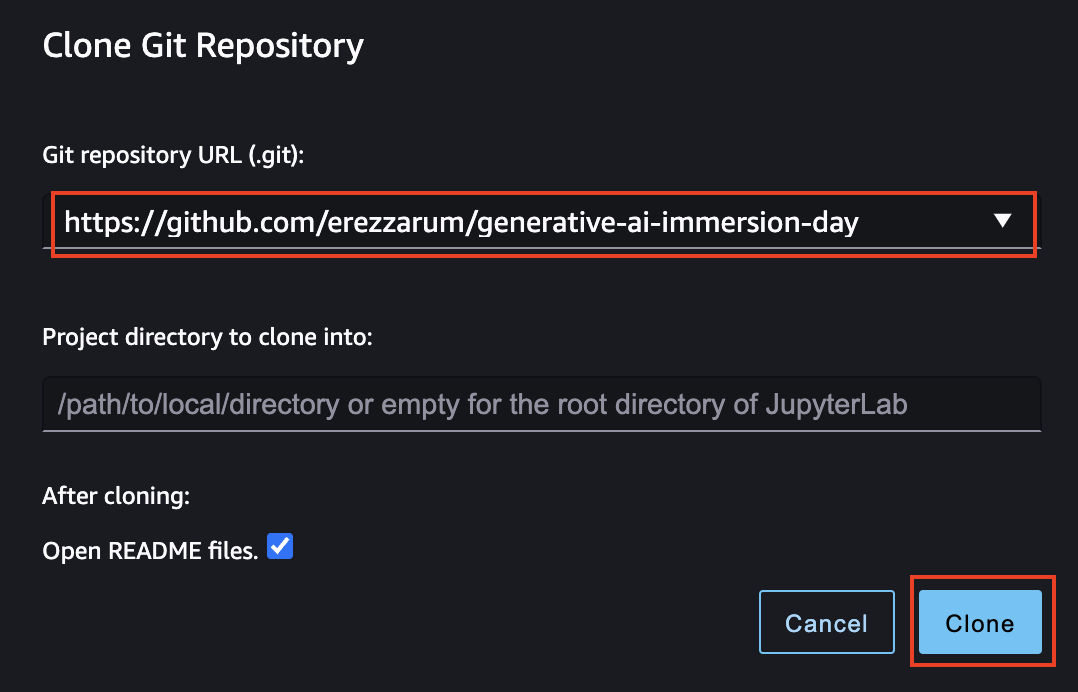 Clone Git Repository
Git repository URL (.git):
https://github.com/erezzarum/generative-ai-immersion-day
Project directory to clone into:
/path/to/local/directory or empty for the root directory of JupyterLab
After cloning:
Open README files.
Cancel
Clone